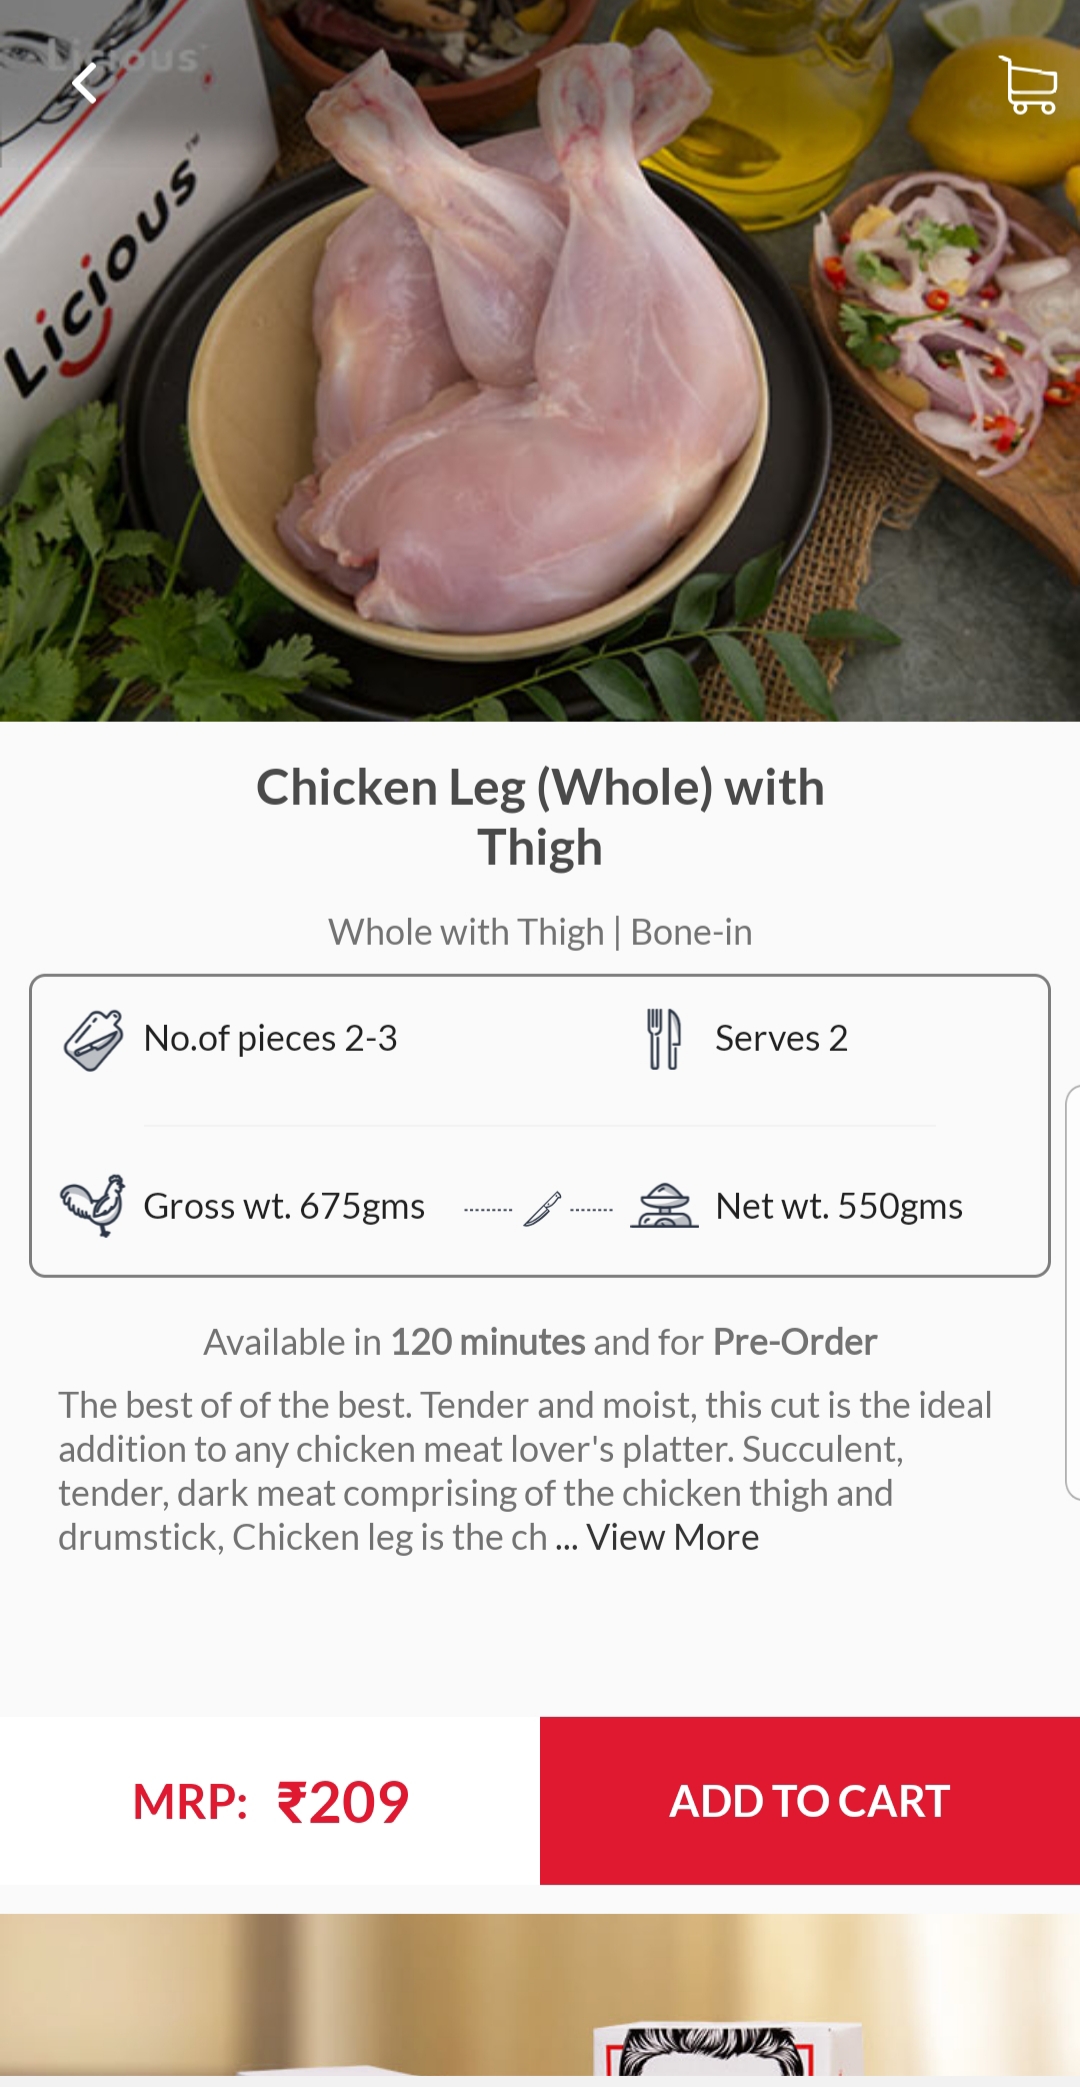 Licious
Licious™
Chicken Leg (Whole) with
Thigh
Whole with Thigh | Bone-in
No.of pieces 2-3
Serves 2
Gross wt. 675gms
Net wt. 550gms
Available in 120 minutes and for Pre-Order
The best of of the best. Tender and moist, this cut is the ideal
addition to any chicken meat lover's platter. Succulent,
tender, dark meat comprising of the chicken thigh and
drumstick, Chicken leg is the ch ... View More
MRP: ₹209
ADD TO CART